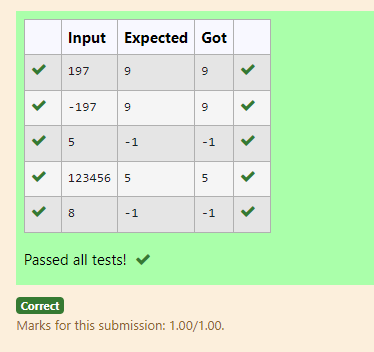 Input Expected Got
197 9 9
-197 9 9
5 -1 -1
123456 5 5
8 -1 -1
Passed all tests!
Correct
Marks for this submission: 1.00/1.00.